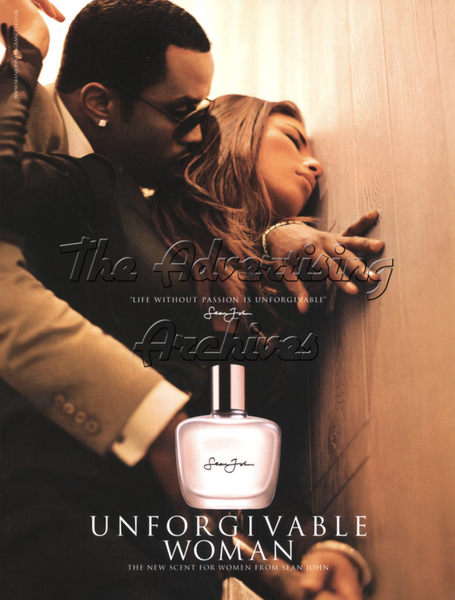 The Advertising
"LIFE WITHOUT PASSION IS UNFORGIVABLE"
Sean John
Archives
Sean John
UNFORGIVABLE
WOMAN
THE NEW SCENT FOR WOMEN FROM SEAN JOHN